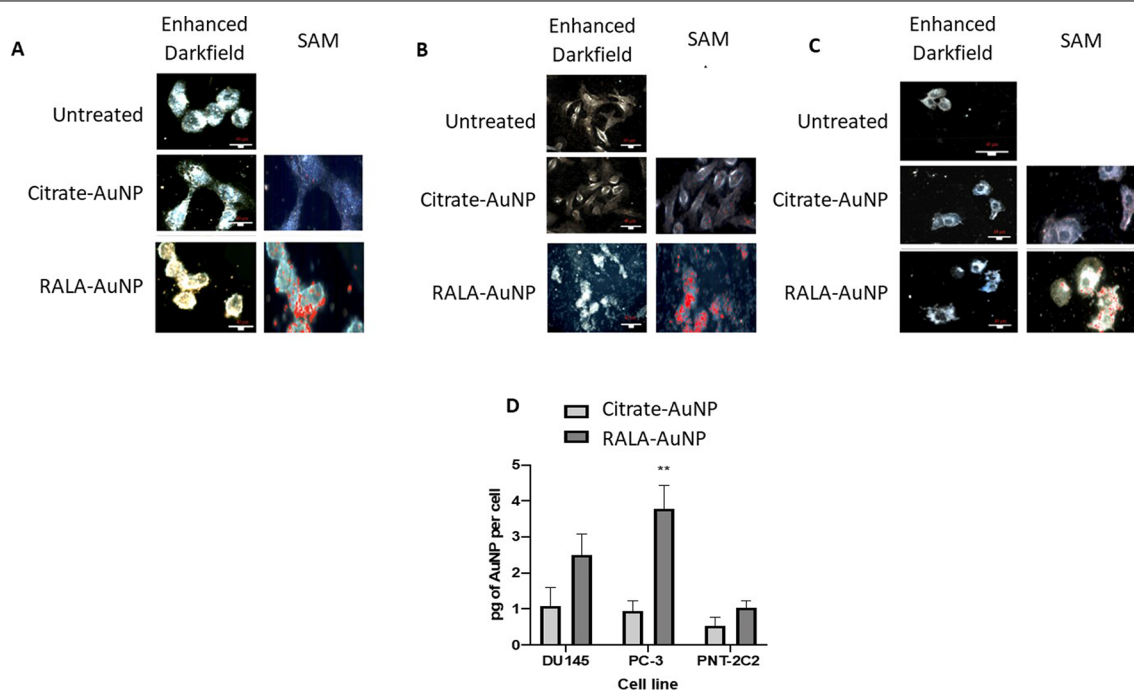 A
Enhanced
Darkfield
SAM
Untreated
Citrate-AuNP
RALA-AuNP
B
Enhanced
Darkfield
SAM
Untreated
Citrate-AuNP
RALA-AuNP
C
Enhanced
Darkfield
SAM
Untreated
Citrate-AuNP
RALA-AuNP
D
Citrate-AuNP
RALA-AuNP
pg of AuNP per cell
5
**
4
3
2
1
0
DU145 PC-3 PNT-2C2
Cell line